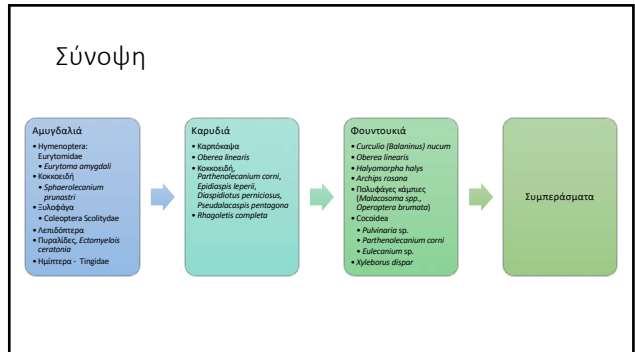 Σύνοψη
Αμυγδαλιά
• Hymenoptera:
Eurytomidae
• Eurytoma amygdali
• Κοκκοειδή
• Sphaerolecanium
prunastri
• Ξυλοφάγα
• Coleoptera Scolitydae
• Λεπιδόπτερα
• Πυραλίδες, Ectomyelois
ceratonia
• Ημίπτερα - Tingidae
Καρυδιά
• Καρπόκαψα
• Oberea linearis
• Κοκκοειδή,
Parthenolecanium corni,
Epidiaspis leperii,
Diaspidiotus perniciosus,
Pseudalacaspis pentagona
• Rhagoletis completa
Φουντουκιά
• Curculio (Balaninus) nucum
• Oberea linearis
• Halyomorpha halys
• Archips rosana
• Πολυφάγες κάμπιες
(Malacosoma spp.,
Operoptera brumata)
• Cocoidea
• Pulvinaria sp.
• Parthenolecanium corni
• Eulecanium sp.
• Xyleborus dispar
Συμπεράσματα